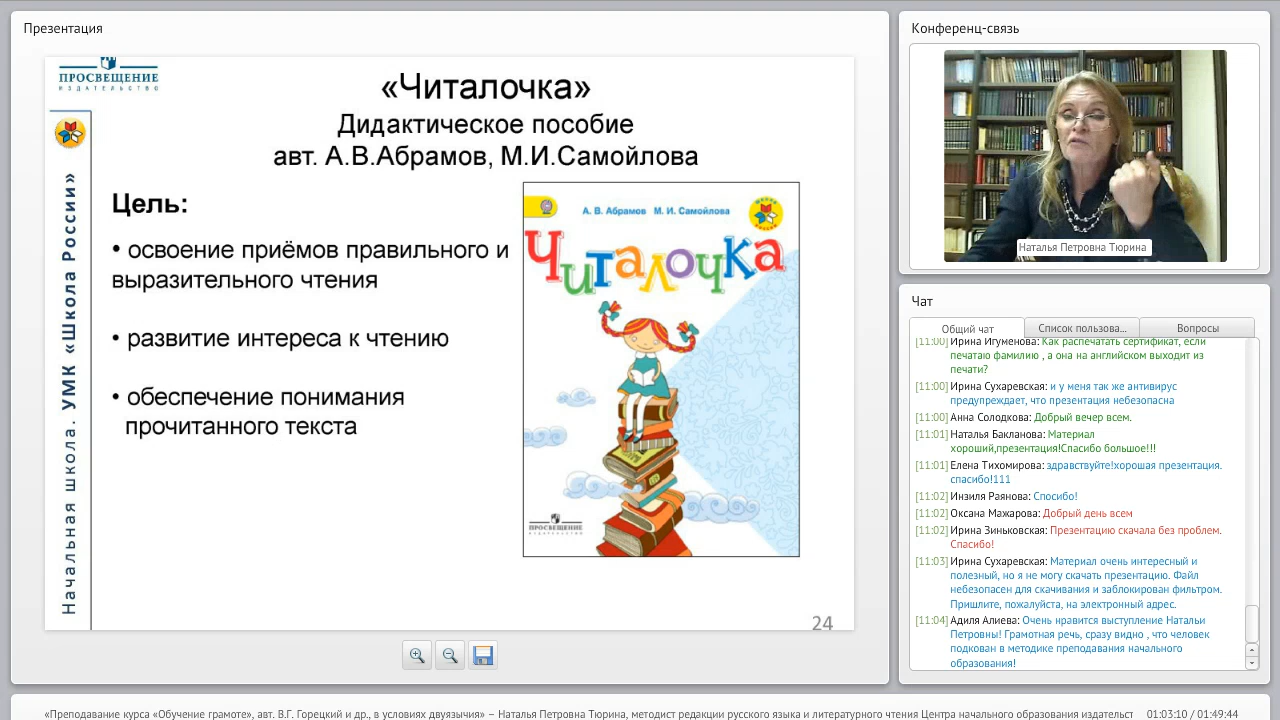 Презентация
ПРОСВЕЩЕНИЕ
ИЗДАТЕЛЬСТВО
Начальная школа. УМК «Школа России»
«Читалочка»
Дидактическое пособие
авт. А.В.Абрамов, М.И.Самойлова
Цель:
• освоение приёмов правильного и
выразительного чтения
• развитие интереса к чтению
• обеспечение понимания
прочитанного текста
А. В. Абрамов М. И. Самойлова
Читалочка
ПРОСВЕЩЕНИЕ
24
Конференц-связь
Наталья Петровна Тюрина
Чат
Общий чат
Список пользова...
Вопросы
[11:00] Ирина Игуменова: Как распечатать сертификат, если
печатаю фамилию , а она на английском выходит из
печати?
[11:00] Ирина Сухаревская: и у меня так же антивирус
предупреждает, что презентация небезопасна
[11:00] Анна Солодкова: Добрый вечер всем.
[11:01] Наталья Бакланова: Материал
хороший,презентация!Спасибо большое!!!
[11:01] Елена Тихомирова: здравствуйте!хорошая презентация.
спасибо!111
[11:02] Инзиля Раянова: Спосибо!
[11:02] Оксана Мажарова: Добрый день всем
[11:02] Ирина Зиньковская: Презентацию скачала без проблем.
Спасибо!
[11:03] Ирина Сухаревская: Материал очень интересный и
полезный, но я не могу скачать презентацию. Файл
небезопасен для скачивания и заблокирован фильтром.
Пришлите, пожалуйста, на электронный адрес.
[11:04] Адиля Алиева: Очень нравится выступление Натальи
Петровны! Грамотная речь, сразу видно , что человек
подкован в методике преподавания начального
образования!
«Преподавание курса «Обучение грамоте», авт. В.Г. Горецкий и др., в условиях двуязычия» – Наталья Петровна Тюрина, методист редакции русского языка и литературного чтения Центра начального образования издательст
01:03:10 / 01:49:44